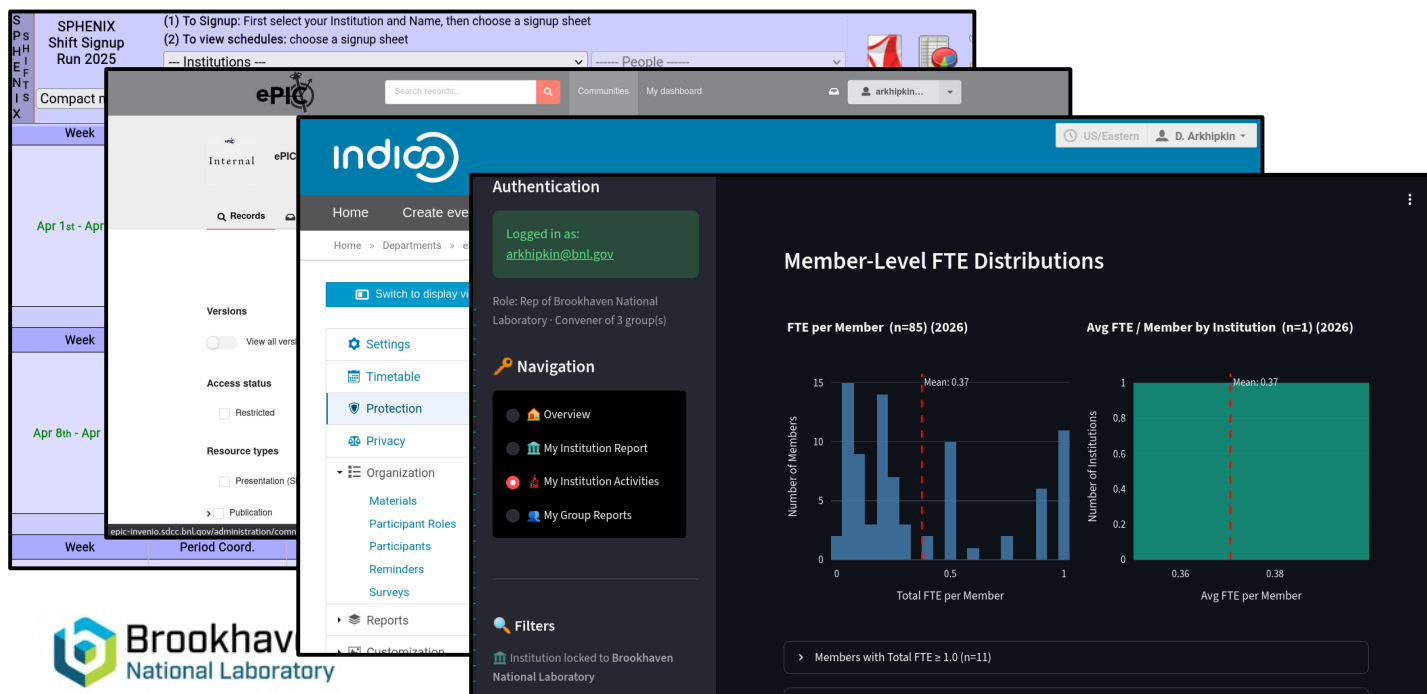 SPHENIX
SHIFTS
SPHENIX
Shift Signup
Run 2025
(1) To Signup: First select your Institution and Name, then choose a signup sheet
(2) To view schedules: choose a signup sheet
--- Institutions ---
------ People ------
Compact
Week
Apr 1st - Apr
Week
Apr 8th - Apr
Week
Period Coord.
ePIC
Search records...
Communities
My dashboard
arkhipkin...
Internal
ePIC
Records
Versions
View all versi
Access status
Restricted
Resource types
Presentation (S
Publication
epic-invenio.sdcc.bnl.gov/administration/comm
indico
US/Eastern
D. Arkhipkin
Home
Create eve
Home » Departments » e
Switch to display vi
Settings
Timetable
Protection
Privacy
Organization
Materials
Participant Roles
Participants
Reminders
Surveys
Reports
Customization
Authentication
Logged in as:
arkhipkin@bnl.gov
Role: Rep of Brookhaven National
Laboratory · Convener of 3 group(s)
Navigation
Overview
My Institution Report
My Institution Activities
My Group Reports
Filters
Institution locked to Brookhaven
National Laboratory
Member-Level FTE Distributions
FTE per Member (n=85) (2026)
Mean: 0.37
15
10
5
0
Number of Members
0
0.5
1
Total FTE per Member
Avg FTE / Member by Institution (n=1) (2026)
Mean: 0.37
1
0.8
0.6
0.4
0.2
0
Number of Institutions
0.36
0.38
Avg FTE per Member
Members with Total FTE ≥ 1.0 (n=11)
Brookhav
National Laboratory